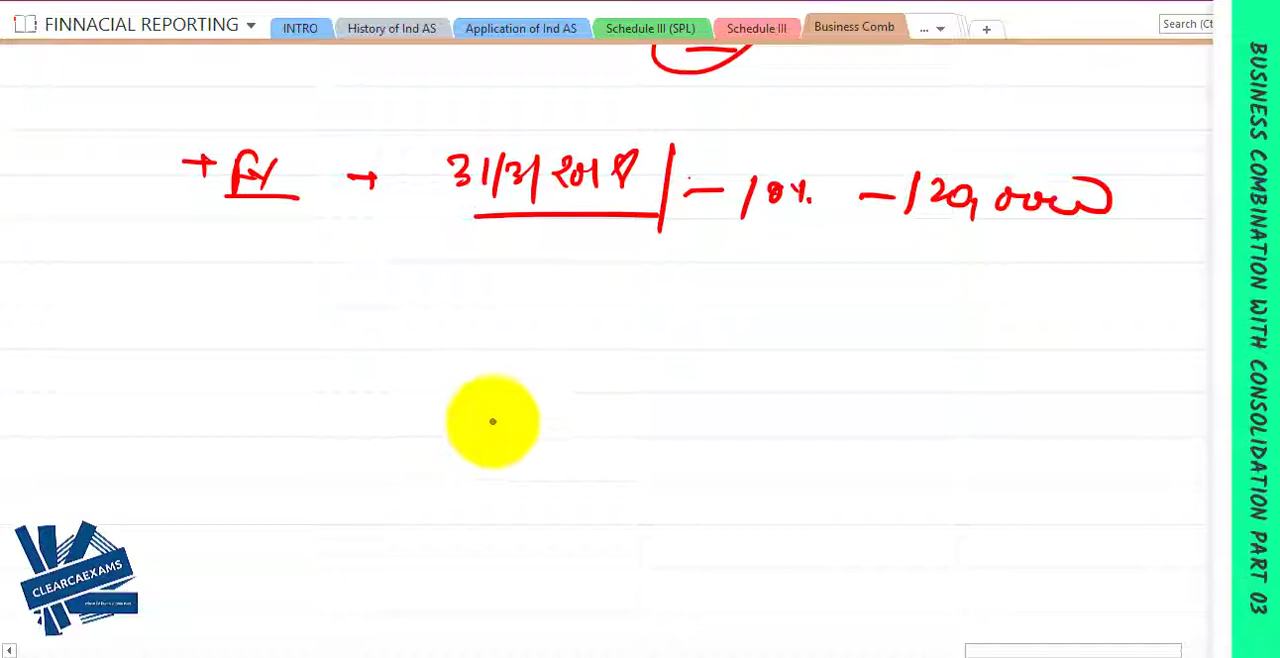 FINNACIAL REPORTING
INTRO
History of Ind AS
Application of Ind AS
Schedule III (SPL)
Schedule III
Business Comb
...
+
Search (Ct
+ FV → 31/3/2018 | - 10% - 120,000
CLEARCAEXAMS
BUSINESS COMBINATION WITH CONSOLIDATION PART 03